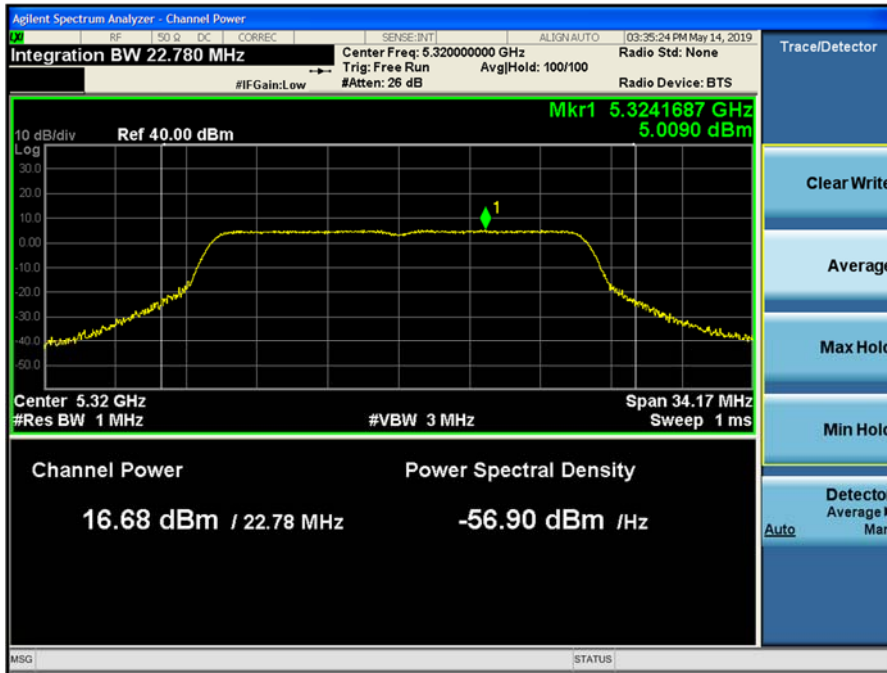 Agilent Spectrum Analyzer - Channel Power
LXI RF 50 Ω DC CORREC SENSE:INT ALIGN AUTO 03:35:24 PM May 14, 2019
Integration BW 22.780 MHz
Center Freq: 5.320000000 GHz Radio Std: None
Trig: Free Run Avg|Hold: 100/100
#IFGain:Low #Atten: 26 dB Radio Device: BTS
Mkr1 5.3241687 GHz
5.0090 dBm
10 dB/div Ref 40.00 dBm
Log
30.0
20.0
10.0
0.00
-10.0
-20.0
-30.0
-40.0
-50.0
1
Center 5.32 GHz Span 34.17 MHz
#Res BW 1 MHz #VBW 3 MHz Sweep 1 ms
Channel Power Power Spectral Density
16.68 dBm / 22.78 MHz -56.90 dBm /Hz
MSG STATUS
Trace/Detector
Clear Write
Average
Max Hold
Min Hold
Detector
Average
Auto Man